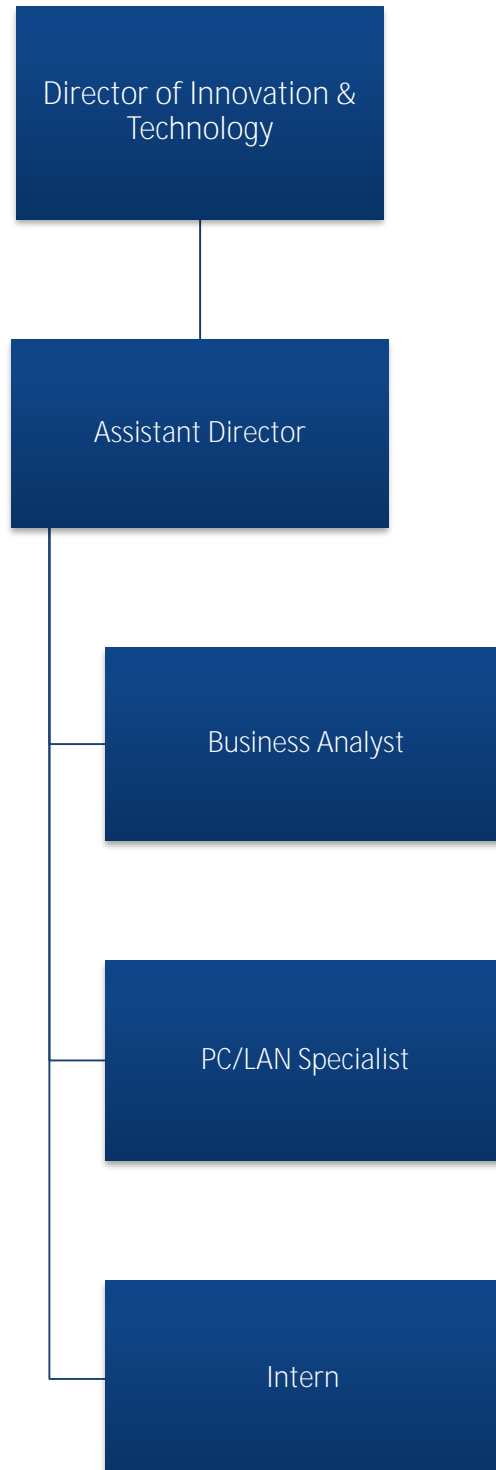 Director of Innovation &
Technology
Assistant Director
Business Analyst
PC/LAN Specialist
Intern